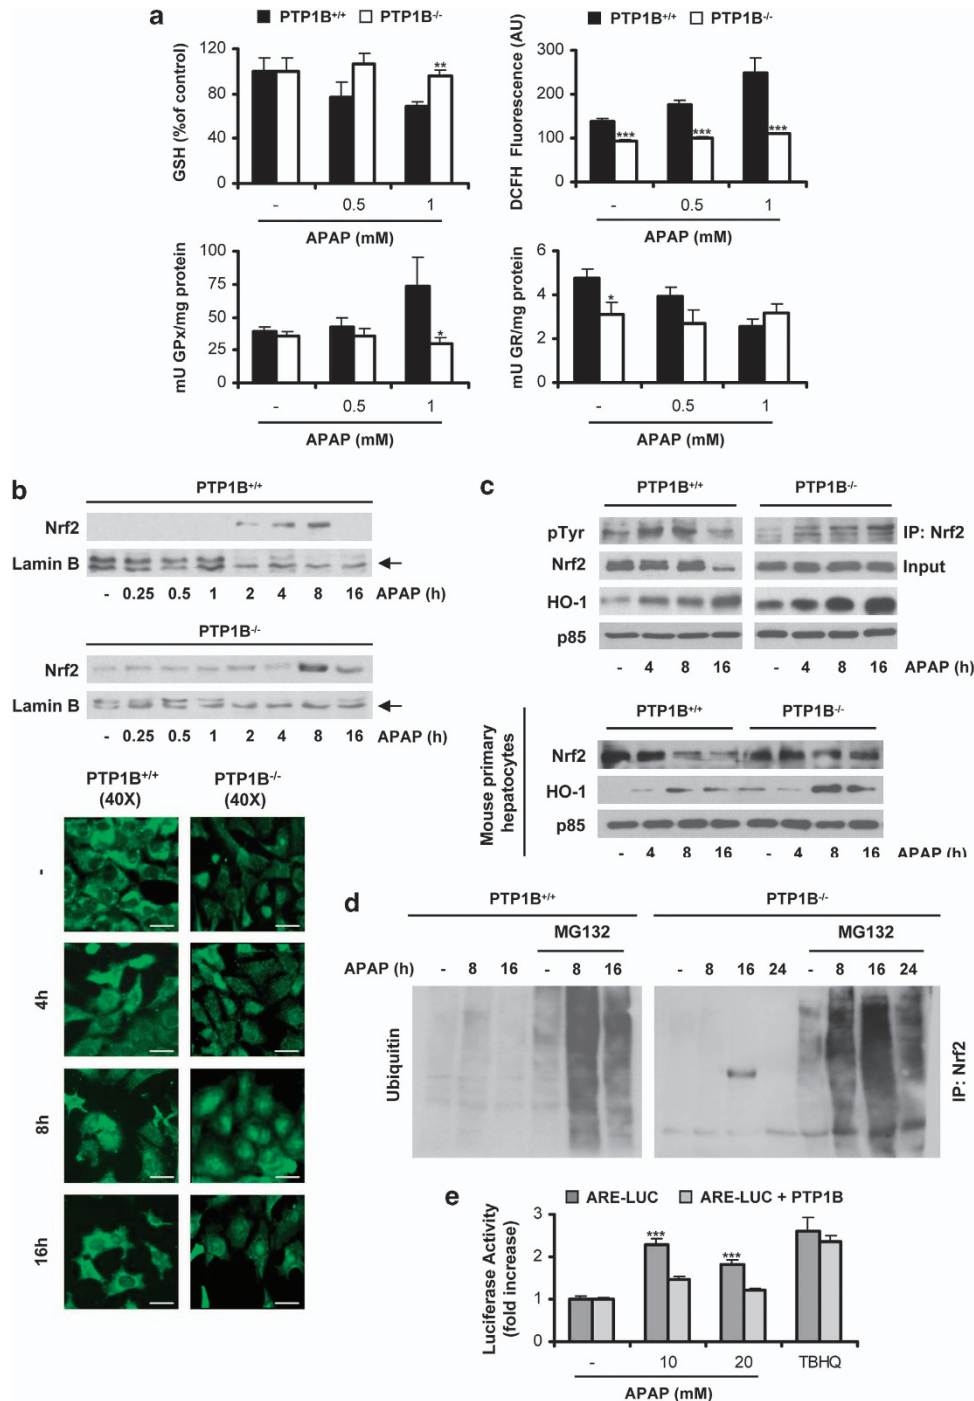 a
PTP1B+/+ PTP1B-/-
GSH (%of control)
120
80
40
0
**
- 0.5 1
APAP (mM)
PTP1B+/+ PTP1B-/-
DCFH Fluorescence (AU)
300
200
100
0
*** *** ***
- 0.5 1
APAP (mM)
mU GPx/mg protein
100
75
50
25
0
*
- 0.5 1
APAP (mM)
mU GR/mg protein
6
4
2
0
*
- 0.5 1
APAP (mM)
b
PTP1B+/+
Nrf2
Lamin B
- 0.25 0.5 1 2 4 8 16 APAP (h)
PTP1B-/-
Nrf2
Lamin B
- 0.25 0.5 1 2 4 8 16 APAP (h)
PTP1B+/+ PTP1B-/-
(40X) (40X)
-
4h
8h
16h
c
PTP1B+/+ PTP1B-/-
pTyr IP: Nrf2
Nrf2 Input
HO-1
p85
- 4 8 16 - 4 8 16 APAP (h)
Mouse primary
hepatocytes
PTP1B+/+ PTP1B-/-
Nrf2
HO-1
p85
- 4 8 16 - 4 8 16 APAP (h)
d
PTP1B+/+ PTP1B-/-
MG132 MG132
APAP (h) - 8 16 - 8 16 - 8 16 24 - 8 16 24
Ubiquitin
IP: Nrf2
e
ARE-LUC ARE-LUC + PTP1B
Luciferase Activity
(fold increase)
3
2
1
0
*** ***
- 10 20 TBHQ
APAP (mM)